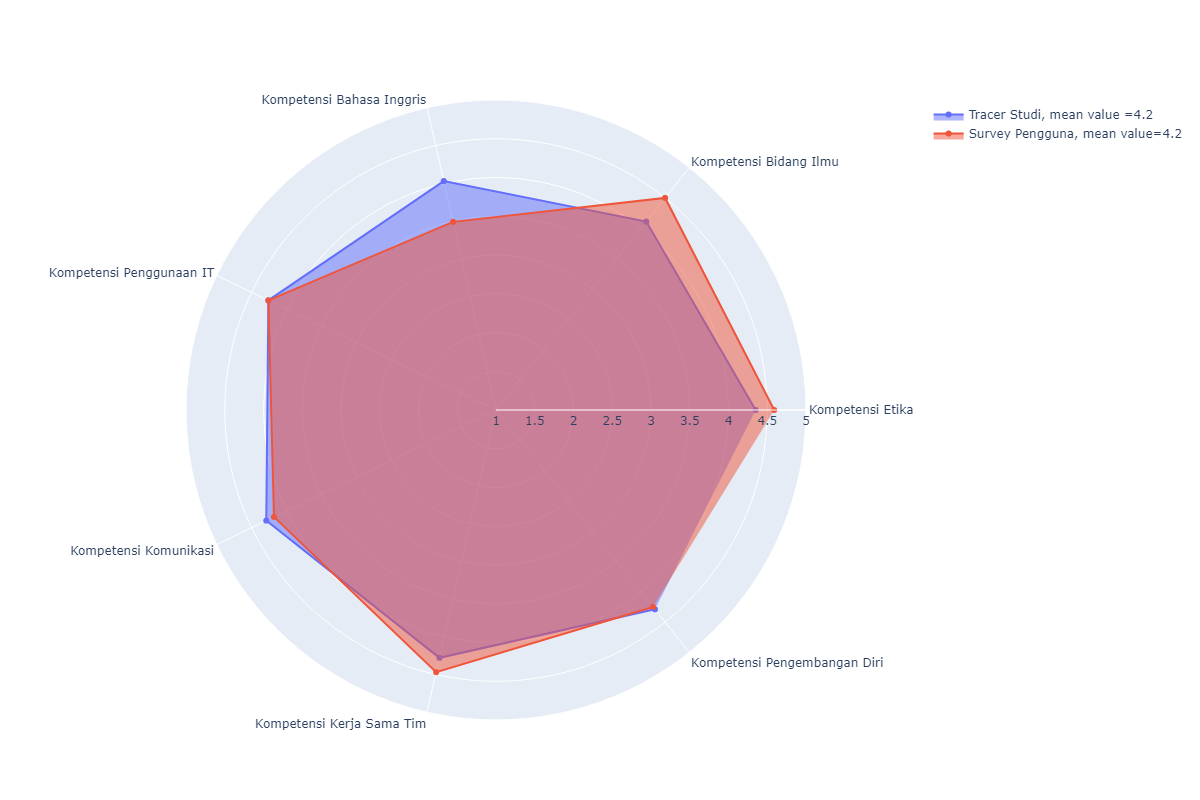 Kompetensi Bahasa Inggris
Tracer Studi, mean value =4.2
Survey Pengguna, mean value=4.2
Kompetensi Bidang Ilmu
Kompetensi Penggunaan IT
Kompetensi Etika
1 1.5 2 2.5 3 3.5 4 4.5 5
Kompetensi Komunikasi
Kompetensi Pengembangan Diri
Kompetensi Kerja Sama Tim